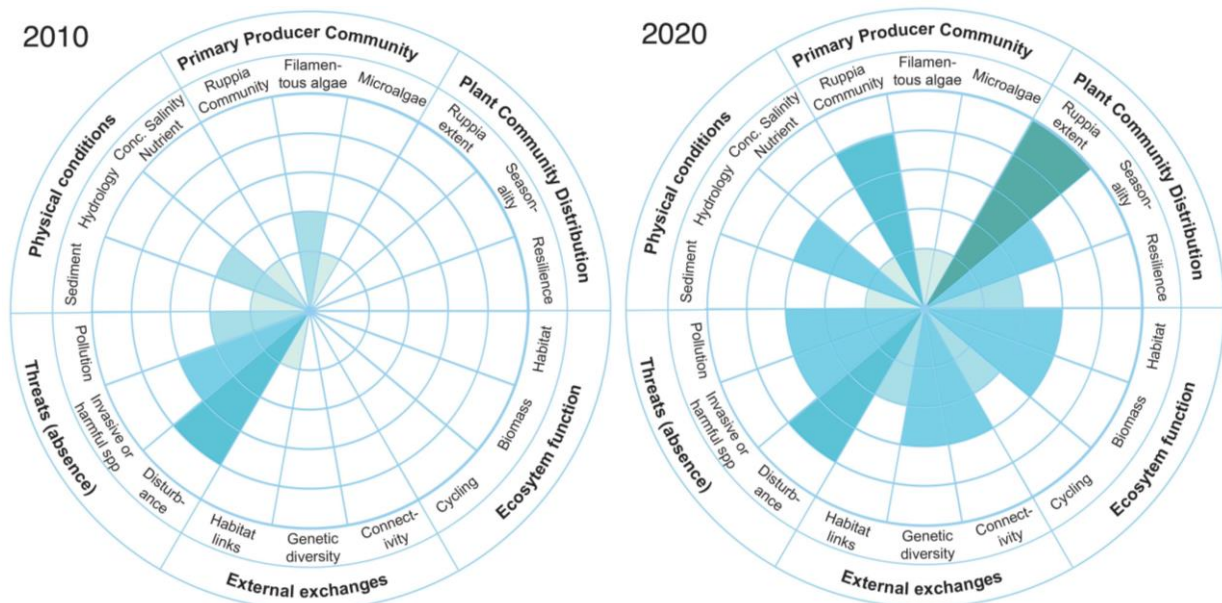 2010
Primary Producer Community
Plant Community Distribution
Ecosytem function
External exchanges
Threats (absence)
Physical conditions
Ruppia
Community
Filamen-
tous algae
Microalgae
Ruppia
extent
Season-
ality
Resilience
Habitat
Biomass
Cycling
Connect-
ivity
Genetic
diversity
Habitat
links
Disturb-
ance
Invasive or
harmful spp
Pollution
Sediment
Hydrology
Conc. Salinity
Nutrient
2020
Primary Producer Community
Plant Community Distribution
Ecosytem function
External exchanges
Threats (absence)
Physical conditions
Ruppia
Community
Filamen-
tous algae
Microalgae
Ruppia
extent
Season-
ality
Resilience
Habitat
Biomass
Cycling
Connect-
ivity
Genetic
diversity
Habitat
links
Disturb-
ance
Invasive or
harmful spp
Pollution
Sediment
Hydrology
Conc. Salinity
Nutrient